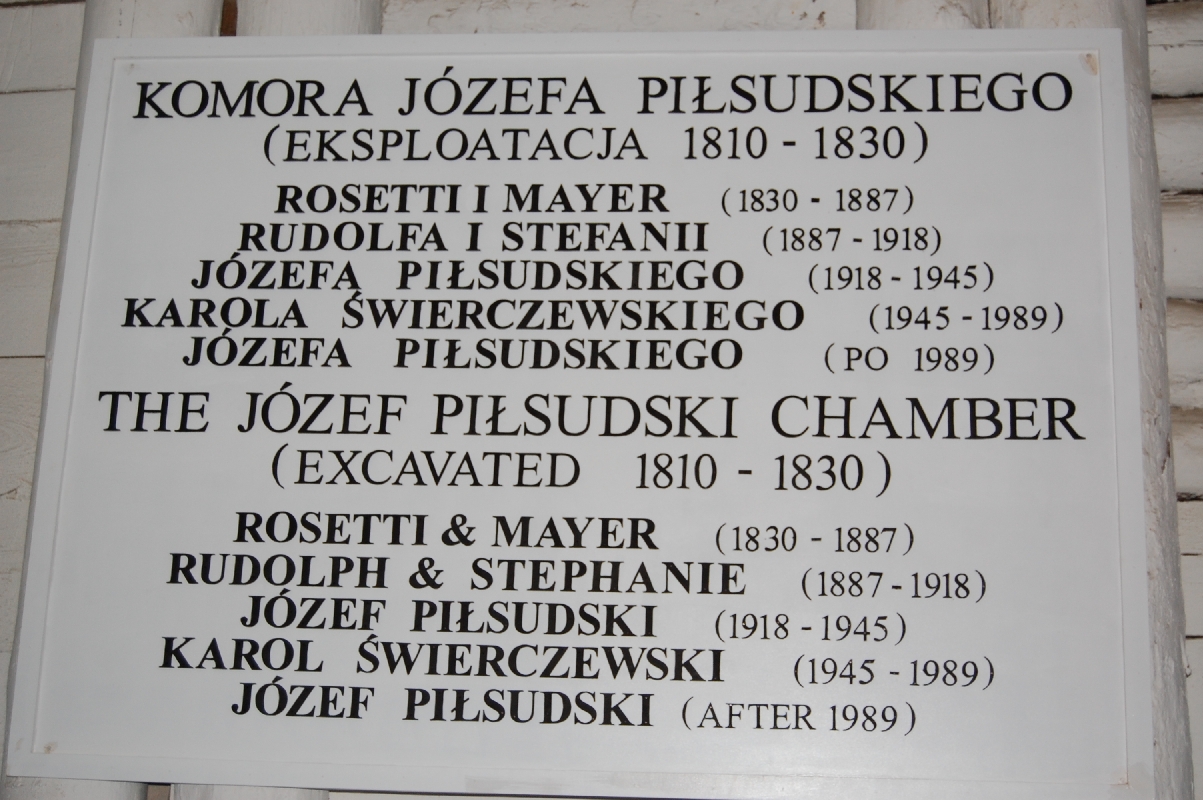 KOMORA JÓZEFA PIŁSUDSKIEGO
(EKSPLOATACJA 1810 - 1830)
ROSETTI I MAYER (1830 - 1887)
RUDOLFA I STEFANII (1887 - 1918)
JÓZEFA PIŁSUDSKIEGO (1918 - 1945)
KAROLA ŚWIERCZEWSKIEGO (1945 - 1989)
JÓZEFA PIŁSUDSKIEGO (PO 1989)
THE JÓZEF PIŁSUDSKI CHAMBER
(EXCAVATED 1810 - 1830)
ROSETTI & MAYER (1830 - 1887)
RUDOLPH & STEPHANIE (1887 - 1918)
JÓZEF PIŁSUDSKI (1918 - 1945)
KAROL ŚWIERCZEWSKI (1945 - 1989)
JÓZEF PIŁSUDSKI (AFTER 1989)